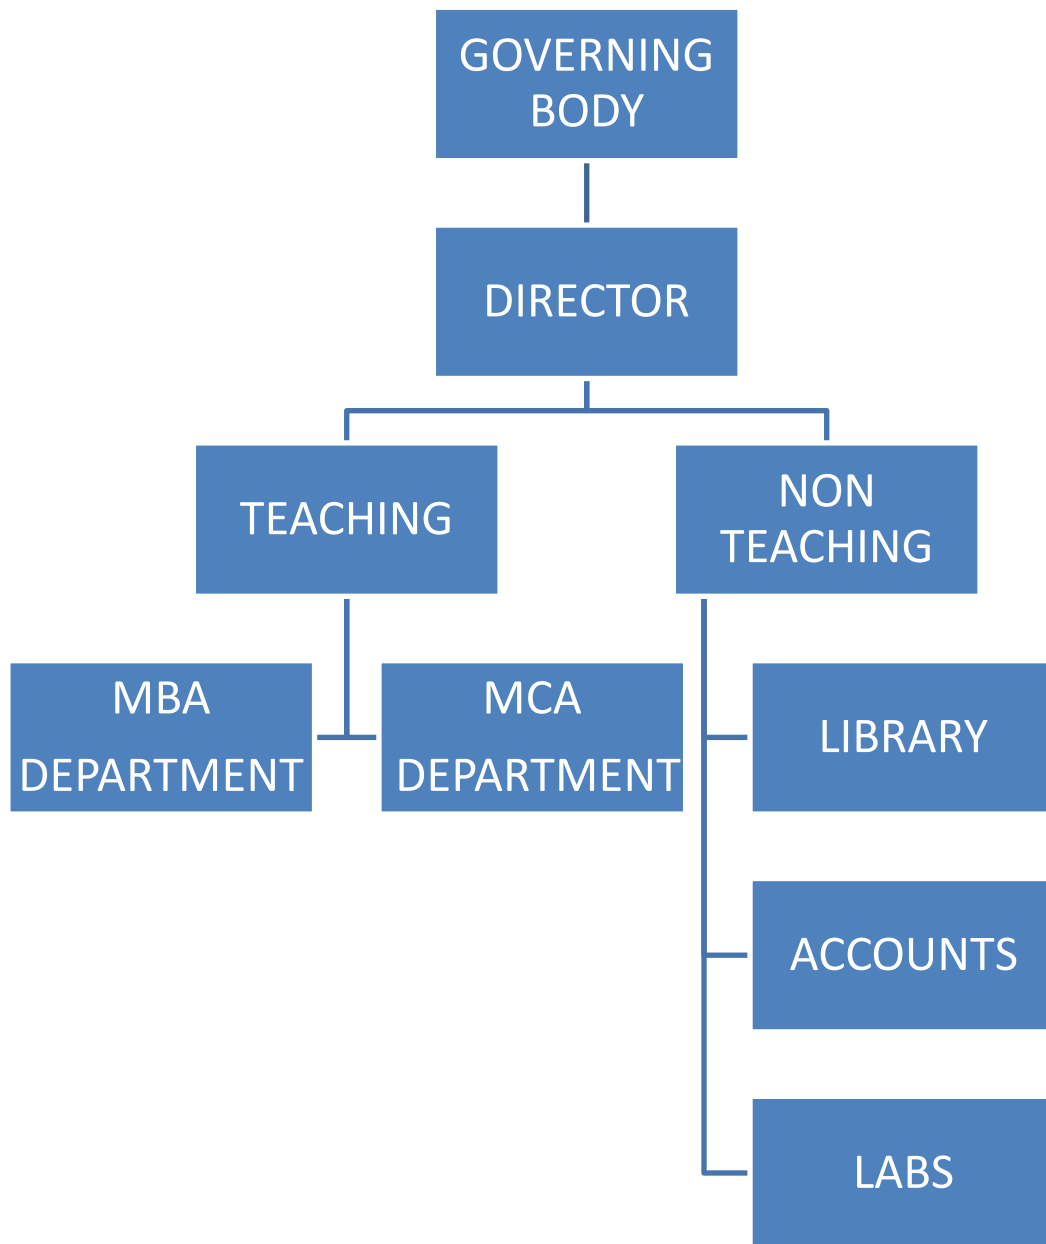 GOVERNING
BODY
DIRECTOR
TEACHING
NON
TEACHING
MBA
DEPARTMENT
MCA
DEPARTMENT
LIBRARY
ACCOUNTS
LABS